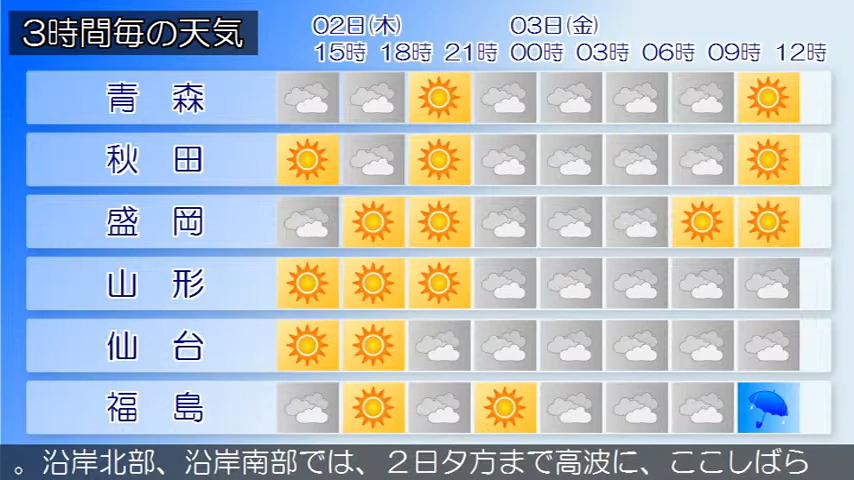 3時間毎の天気
02日(木) 03日(金)
15時 18時 21時 00時 03時 06時 09時 12時
青森
秋田
盛岡
山形
仙台
福島
。沿岸北部、沿岸南部では、２日夕方まで高波に、ここしばら